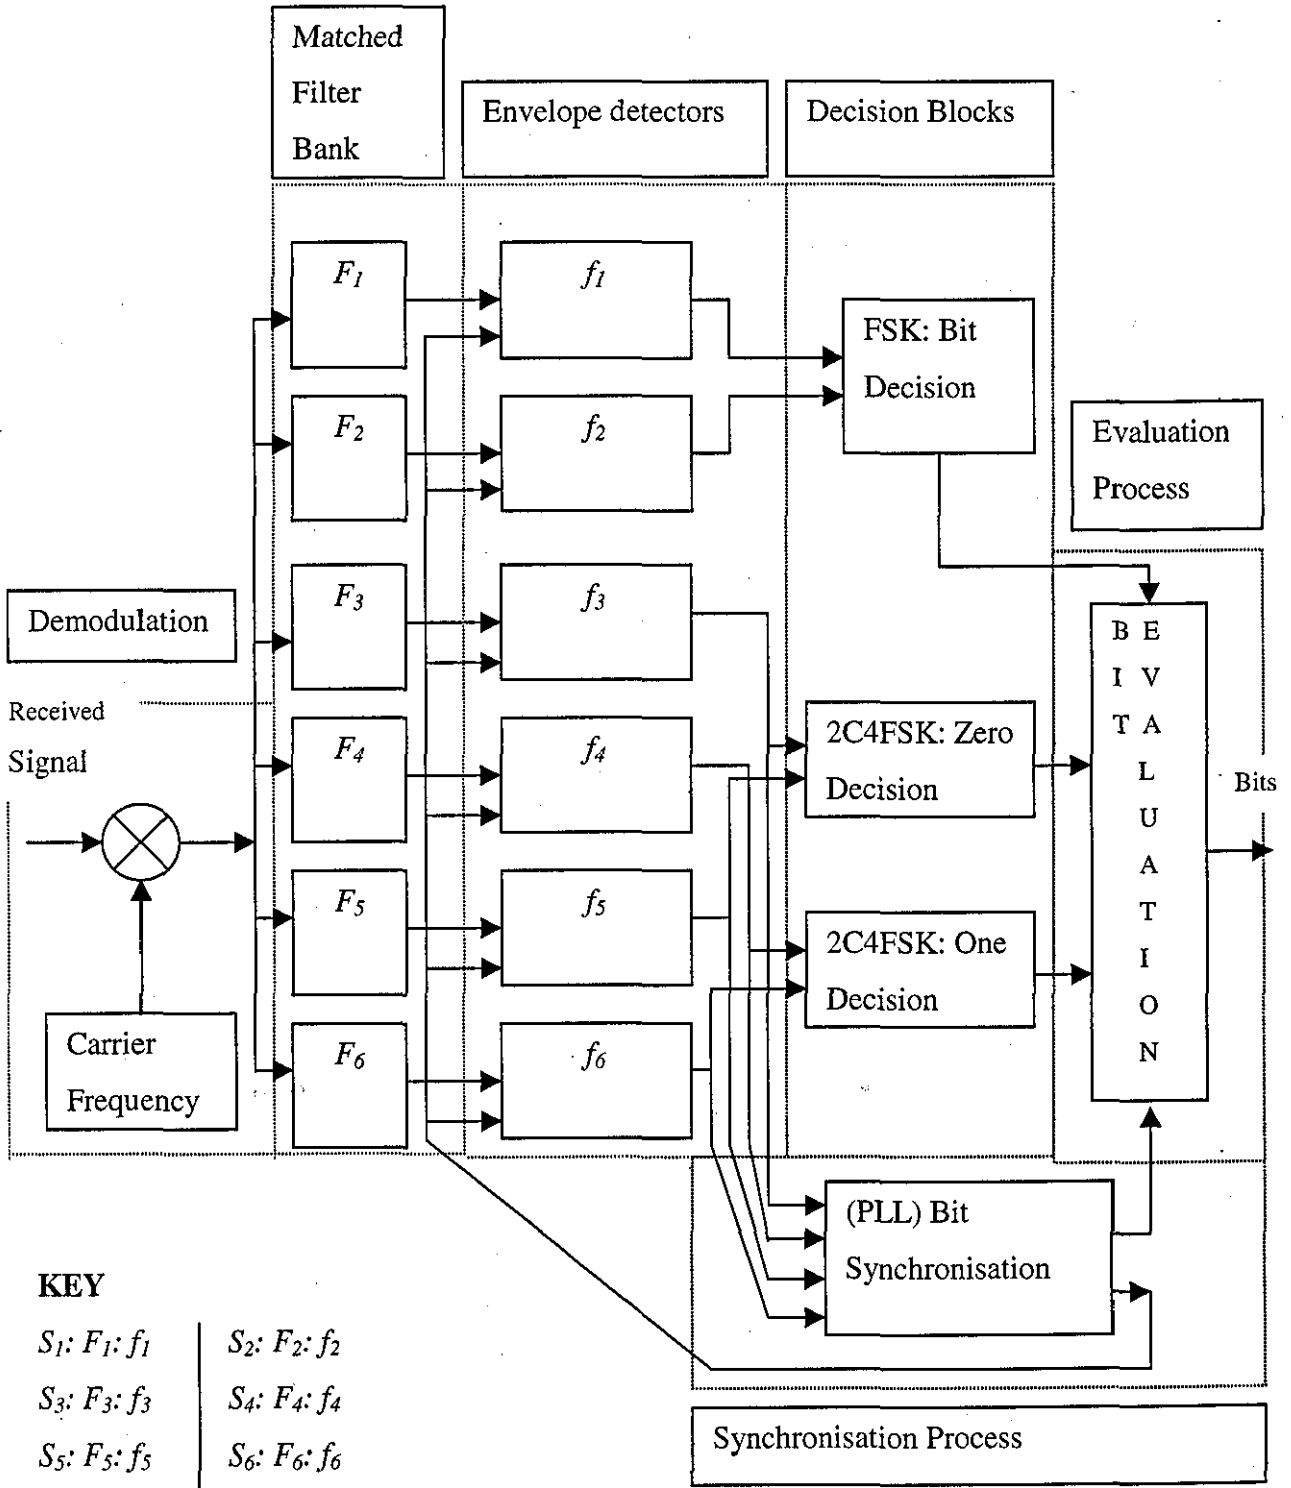 Matched
Filter
Bank
Envelope detectors
Decision Blocks
F1
f1
FSK: Bit
Decision
F2
f2
Evaluation
Process
F3
f3
Demodulation
BIT
EVALUATION
Received
Signal
F4
f4
2C4FSK: Zero
Decision
Bits
F5
f5
2C4FSK: One
Decision
Carrier
Frequency
F6
f6
(PLL) Bit
Synchronisation
KEY
S1: F1: f1
S2: F2: f2
S3: F3: f3
S4: F4: f4
S5: F5: f5
S6: F6: f6
Synchronisation Process